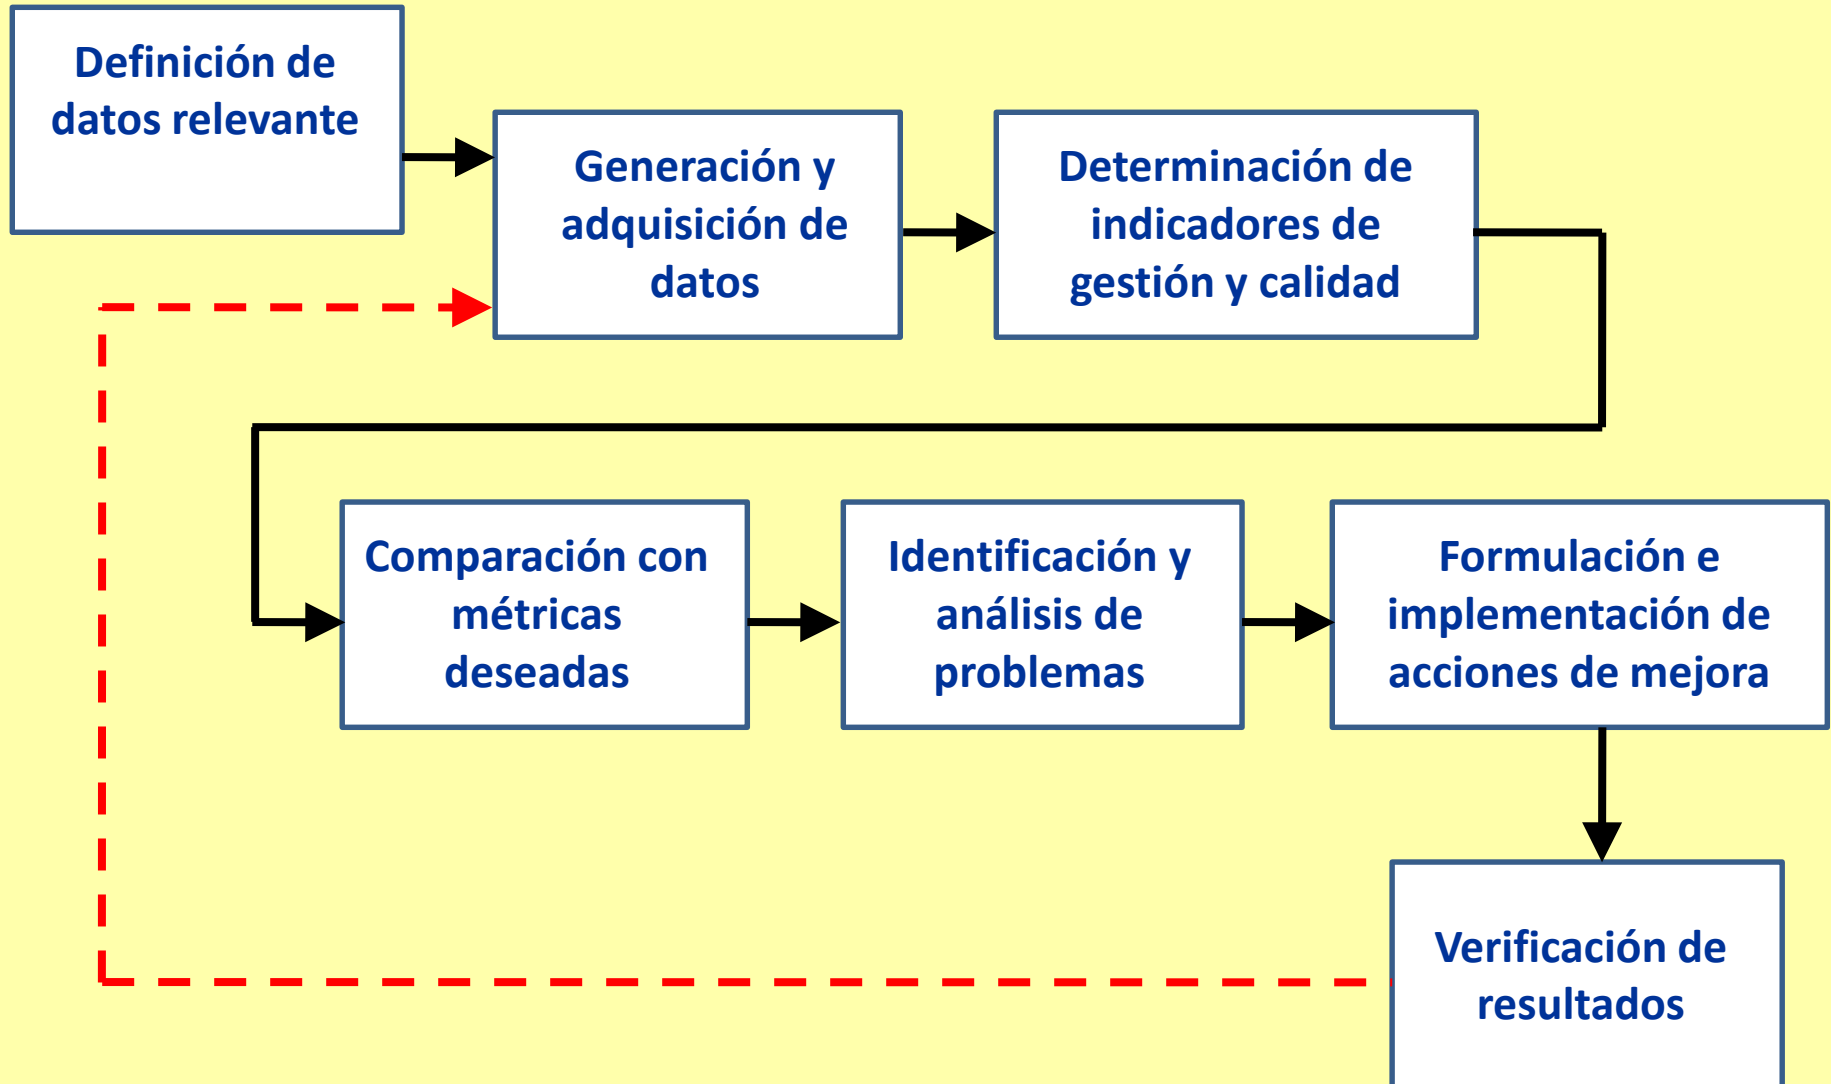 Definición de
datos relevante
Generación y
adquisición de
datos
Determinación de
indicadores de
gestión y calidad
Comparación con
métricas
deseadas
Identificación y
análisis de
problemas
Formulación e
implementación de
acciones de mejora
Verificación de
resultados